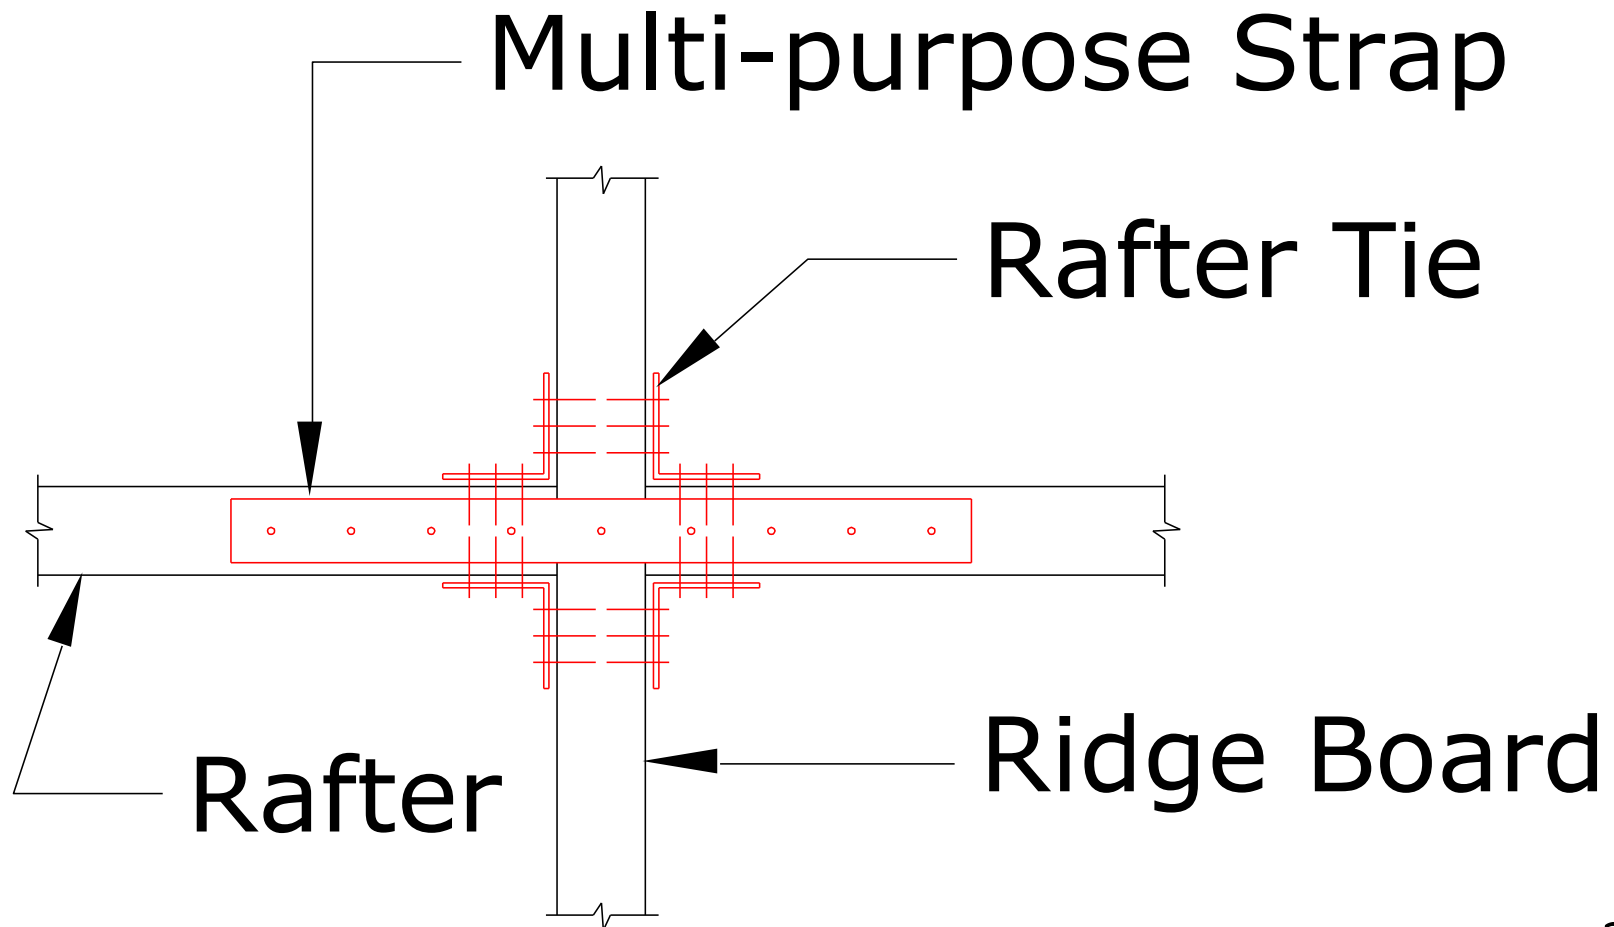 Multi-purpose Strap
Rafter Tie
Ridge Board
Rafter